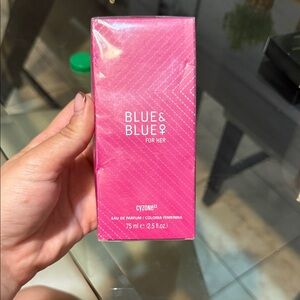 BLUE&
BLUE♀
FOR HER
CYZONE
EAU DE PARFUM / COLONIA FEMENINA
75 ml ℮ (2.5 fl.oz.)